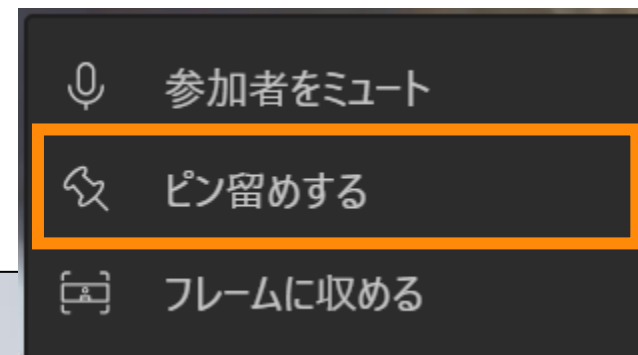 参加者をミュート
ピン留めする
フレームに収める